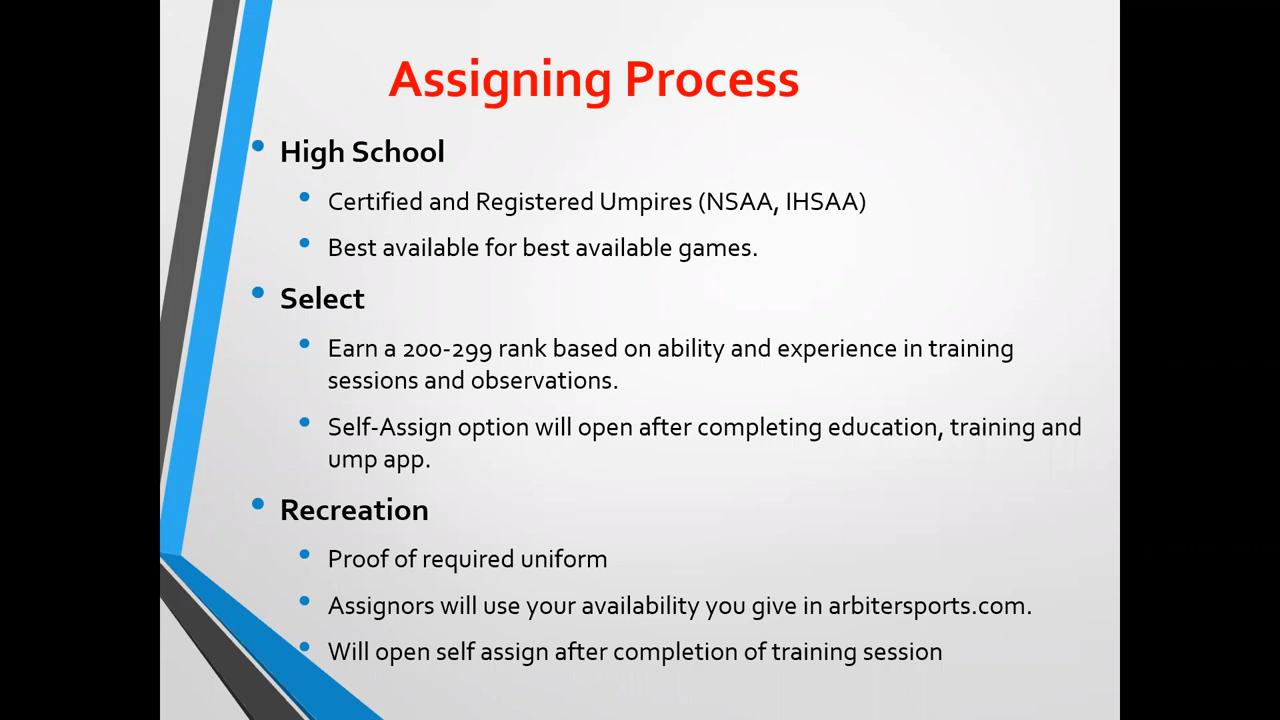 Assigning Process
• High School
• Certified and Registered Umpires (NSAA, IHSAA)
• Best available for best available games.
• Select
• Earn a 200-299 rank based on ability and experience in training
sessions and observations.
• Self-Assign option will open after completing education, training and
ump app.
• Recreation
• Proof of required uniform
• Assignors will use your availability you give in arbitersports.com.
• Will open self assign after completion of training session